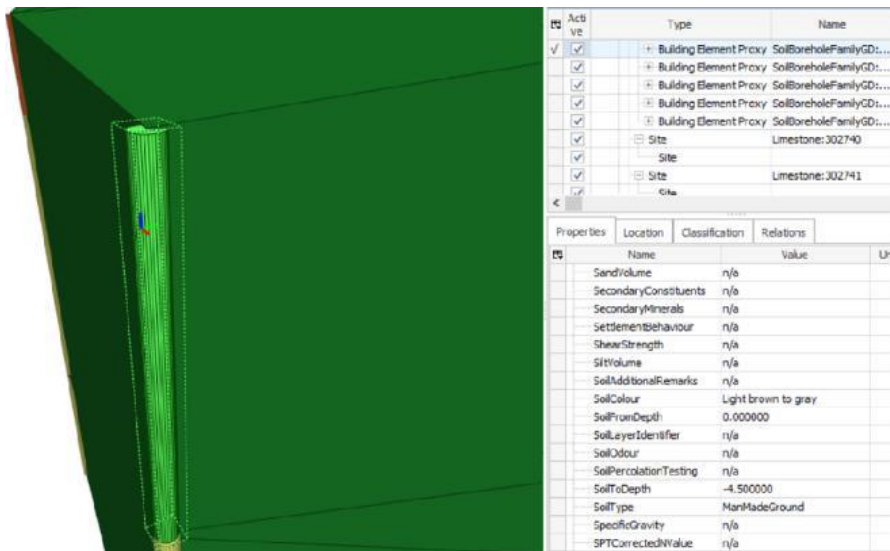 Acti
ve
Type
Name
Building Element Proxy SoilBoreholeFamilyGD:...
Building Element Proxy SoilBoreholeFamilyGD:...
Building Element Proxy SoilBoreholeFamilyGD:...
Building Element Proxy SoilBoreholeFamilyGD:...
Building Element Proxy SoilBoreholeFamilyGD:...
Site Limestone:302740
Site
Site Limestone:302741
Site
Properties Location Classification Relations
Name Value Un
SandVolume n/a
SecondaryConstituents n/a
SecondaryMinerals n/a
SettlementBehaviour n/a
ShearStrength n/a
SiltVolume n/a
SoilAdditionalRemarks n/a
SoilColour Light brown to gray
SoilFromDepth 0.000000
SoilLayerIdentifier n/a
SoilOdour n/a
SoilPercolationTesting n/a
SoilToDepth -4.500000
SoilType ManMadeGround
SpecificGravity n/a
SPTCorrectedNValue n/a